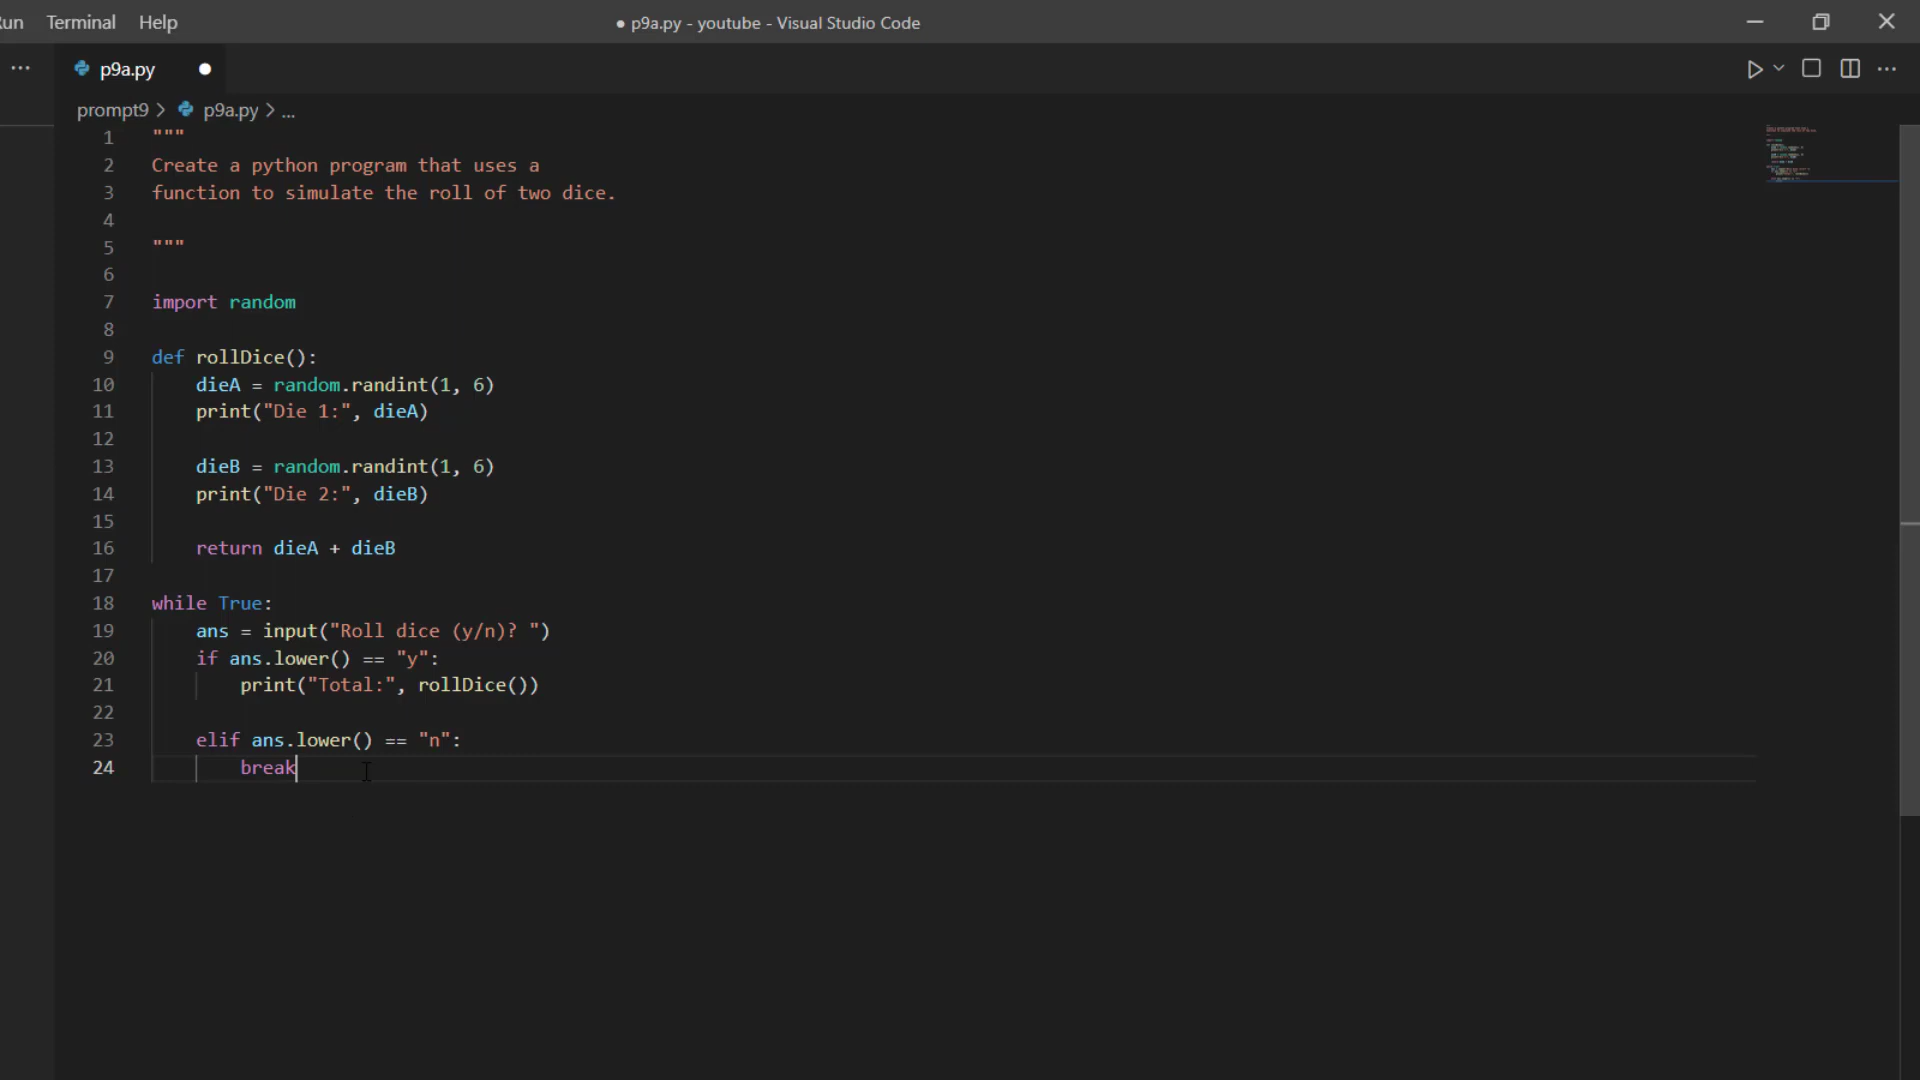 un Terminal Help
● p9a.py - youtube - Visual Studio Code
p9a.py
prompt9 > p9a.py > ...
1 """
2 Create a python program that uses a
3 function to simulate the roll of two dice.
4
5 """
6
7 import random
8
9 def rollDice():
10     dieA = random.randint(1, 6)
11     print("Die 1:", dieA)
12
13     dieB = random.randint(1, 6)
14     print("Die 2:", dieB)
15
16     return dieA + dieB
17
18 while True:
19     ans = input("Roll dice (y/n)? ")
20     if ans.lower() == "y":
21         print("Total:", rollDice())
22
23     elif ans.lower() == "n":
24         break